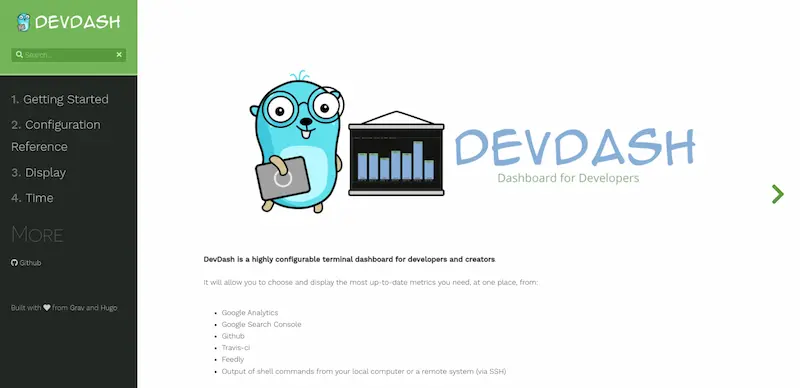 DEVDASH
Search...
1. Getting Started
2. Configuration
Reference
3. Display
4. Time
MORE
Github
Built with from Grav and Hugo
DEVDASH
Dashboard for Developers
DevDash is a highly configurable terminal dashboard for developers and creators.
It will allow you to choose and display the most up-to-date metrics you need, at one place, from:
Google Analytics
Google Search Console
Github
Travis-ci
Feedly
Output of shell commands from your local computer or a remote system (via SSH)